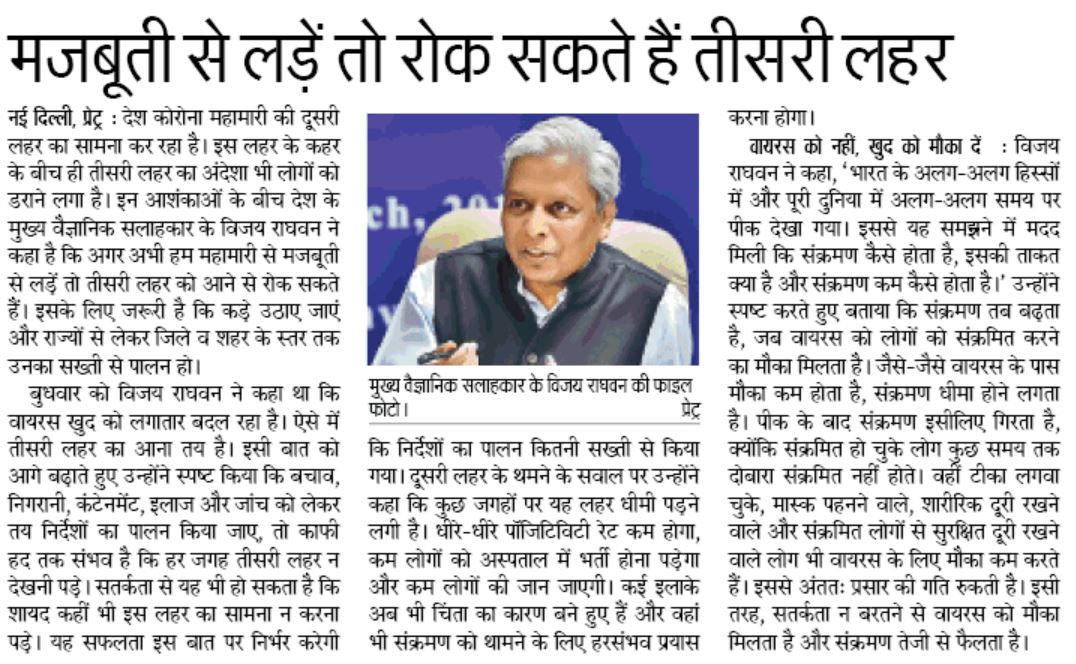 मजबूती से लड़ें तो रोक सकते हैं तीसरी लहर
नई दिल्ली, प्रेट्र : देश कोरोना महामारी की दूसरी
लहर का सामना कर रहा है। इस लहर के कहर
के बीच ही तीसरी लहर का अंदेशा भी लोगों को
डराने लगा है। इन आशंकाओं के बीच देश के
मुख्य वैज्ञानिक सलाहकार के विजय राघवन ने
कहा है कि अगर अभी हम महामारी से मजबूती
से लड़ें तो तीसरी लहर को आने से रोक सकते
हैं। इसके लिए जरूरी है कि कड़े उठाए जाएं
और राज्यों से लेकर जिले व शहर के स्तर तक
उनका सख्ती से पालन हो।
बुधवार को विजय राघवन ने कहा था कि
वायरस खुद को लगातार बदल रहा है। ऐसे में
तीसरी लहर का आना तय है। इसी बात को
आगे बढ़ाते हुए उन्होंने स्पष्ट किया कि बचाव,
निगरानी, कंटेनमेंट, इलाज और जांच को लेकर
तय निर्देशों का पालन किया जाए, तो काफी
हद तक संभव है कि हर जगह तीसरी लहर न
देखनी पड़े। सतर्कता से यह भी हो सकता है कि
शायद कहीं भी इस लहर का सामना न करना
पड़े। यह सफलता इस बात पर निर्भर करेगी
ch, 201
मुख्य वैज्ञानिक सलाहकार के विजय राघवन की फाइल
फोटो। प्रेट्र
कि निर्देशों का पालन कितनी सख्ती से किया
गया। दूसरी लहर के थमने के सवाल पर उन्होंने
कहा कि कुछ जगहों पर यह लहर धीमी पड़ने
लगी है। धीरे-धीरे पॉजिटिविटी रेट कम होगा,
कम लोगों को अस्पताल में भर्ती होना पड़ेगा
और कम लोगों की जान जाएगी। कई इलाके
अब भी चिंता का कारण बने हुए हैं और वहां
भी संक्रमण को थामने के लिए हरसंभव प्रयास
करना होगा।
वायरस को नहीं, खुद को मौका दें : विजय
राघवन ने कहा, 'भारत के अलग-अलग हिस्सों
में और पूरी दुनिया में अलग-अलग समय पर
पीक देखा गया। इससे यह समझने में मदद
मिली कि संक्रमण कैसे होता है, इसकी ताकत
क्या है और संक्रमण कम कैसे होता है।' उन्होंने
स्पष्ट करते हुए बताया कि संक्रमण तब बढ़ता
है, जब वायरस को लोगों को संक्रमित करने
का मौका मिलता है। जैसे-जैसे वायरस के पास
मौका कम होता है, संक्रमण धीमा होने लगता
है। पीक के बाद संक्रमण इसीलिए गिरता है,
क्योंकि संक्रमित हो चुके लोग कुछ समय तक
दोबारा संक्रमित नहीं होते। वहीं टीका लगवा
चुके, मास्क पहनने वाले, शारीरिक दूरी रखने
वाले और संक्रमित लोगों से सुरक्षित दूरी रखने
वाले लोग भी वायरस के लिए मौका कम करते
हैं। इससे अंततः प्रसार की गति रुकती है। इसी
तरह, सतर्कता न बरतने से वायरस को मौका
मिलता है और संक्रमण तेजी से फैलता है।